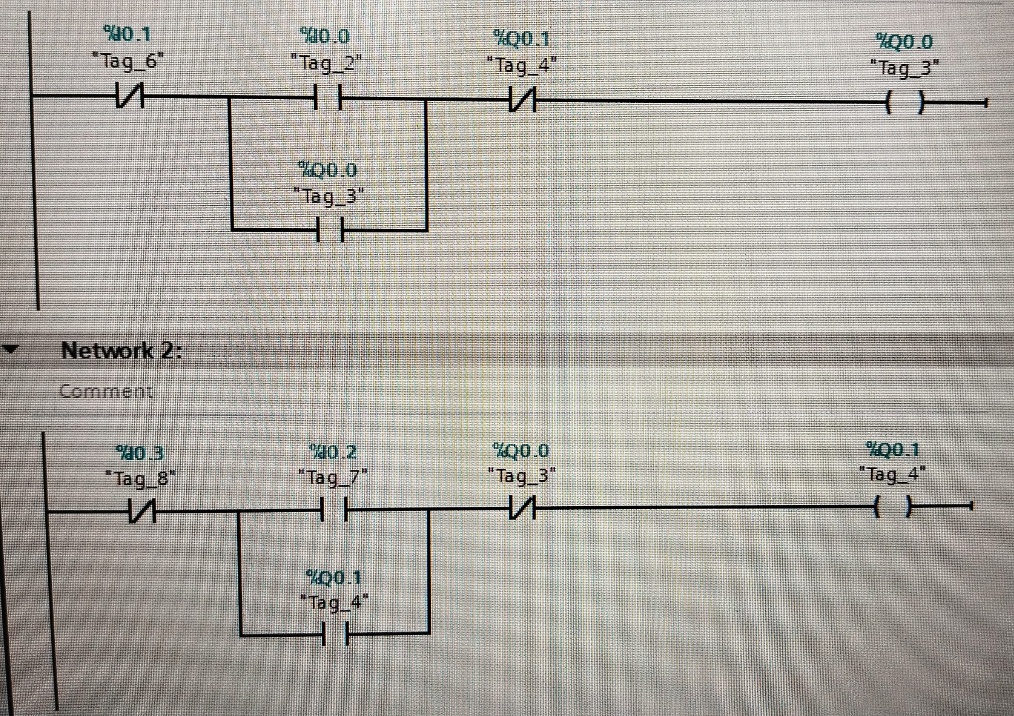 %I0.1 %I0.0 %Q0.1 %Q0.0
"Tag_6" "Tag_2" "Tag_4" "Tag_3"
%Q0.0
"Tag_3"
Network 2:
Comment
%I0.3 %I0.2 %Q0.0 %Q0.1
"Tag_8" "Tag_7" "Tag_3" "Tag_4"
%Q0.1
"Tag_4"